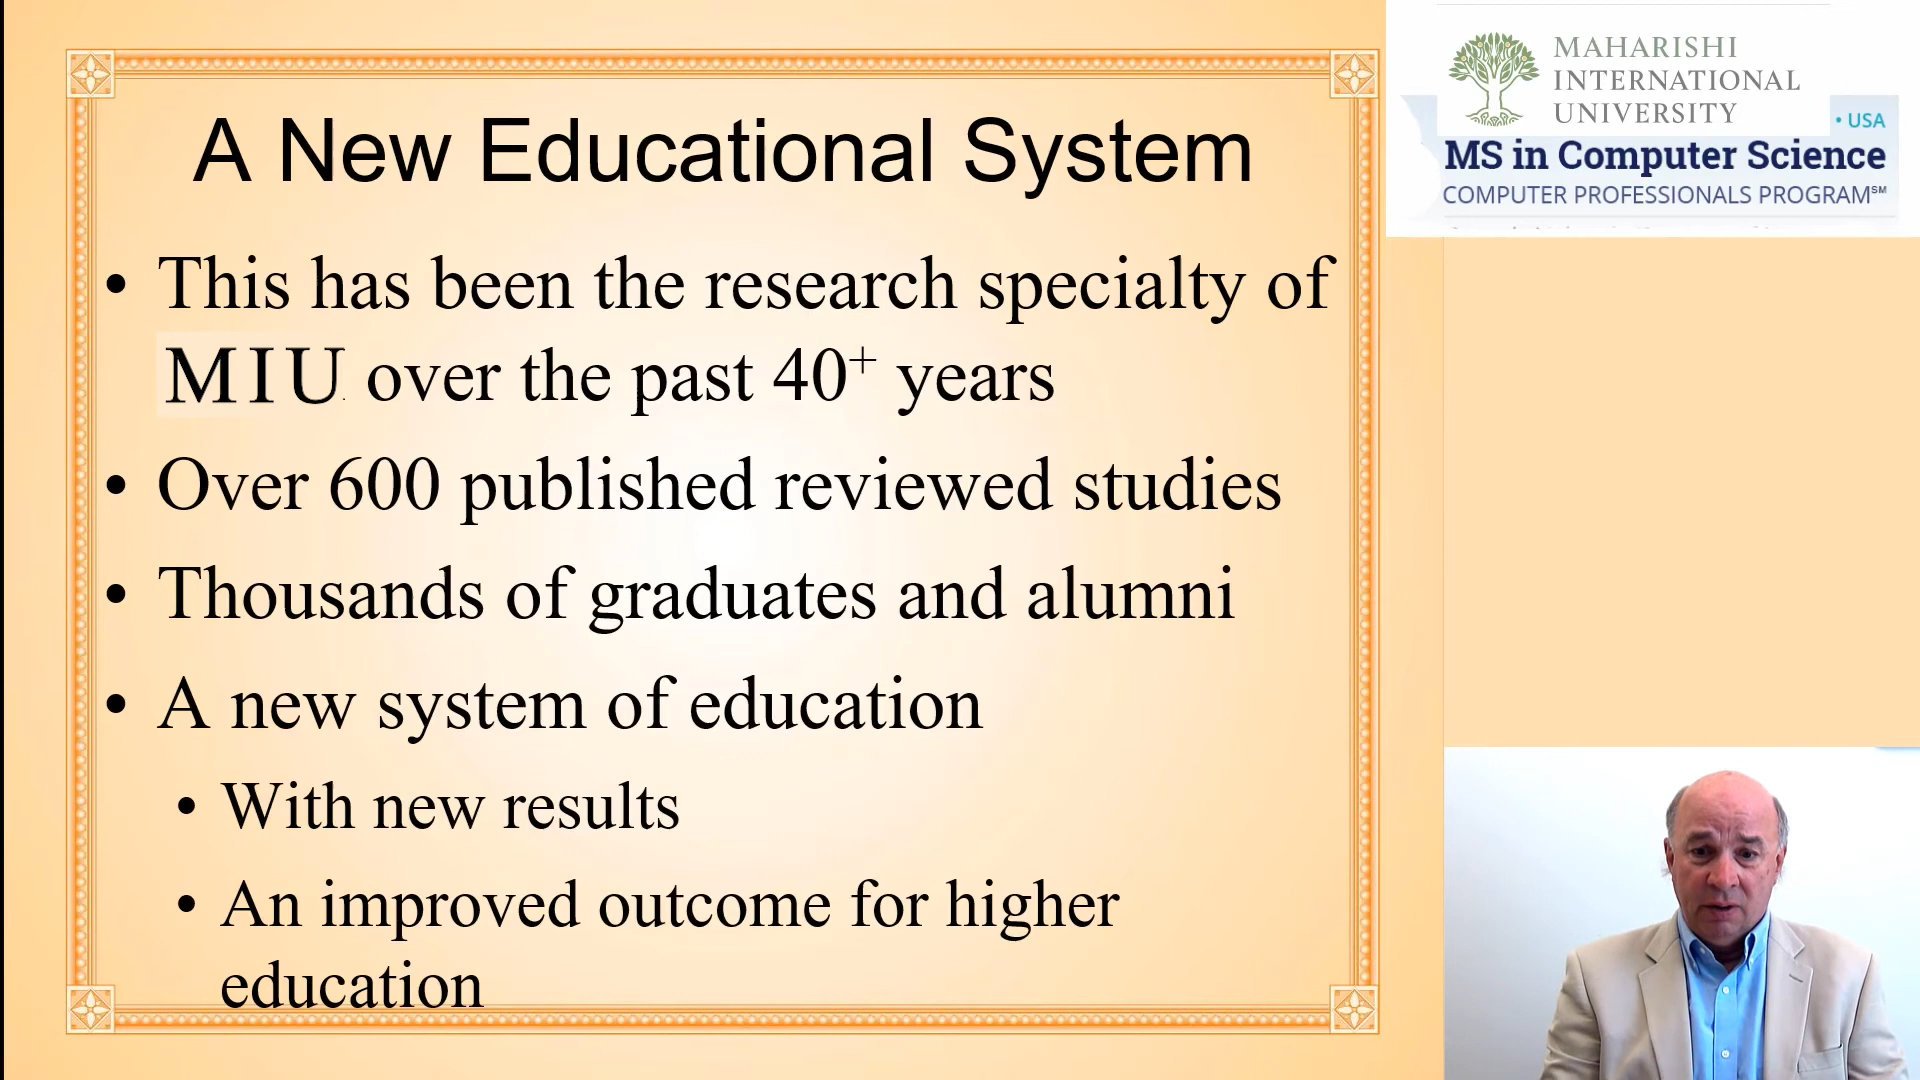 A New Educational System
• This has been the research specialty of
MIU over the past 40+ years
• Over 600 published reviewed studies
• Thousands of graduates and alumni
• A new system of education
• With new results
• An improved outcome for higher
education
MAHARISHI
INTERNATIONAL
UNIVERSITY
• USA
MS in Computer Science
COMPUTER PROFESSIONALS PROGRAM℠